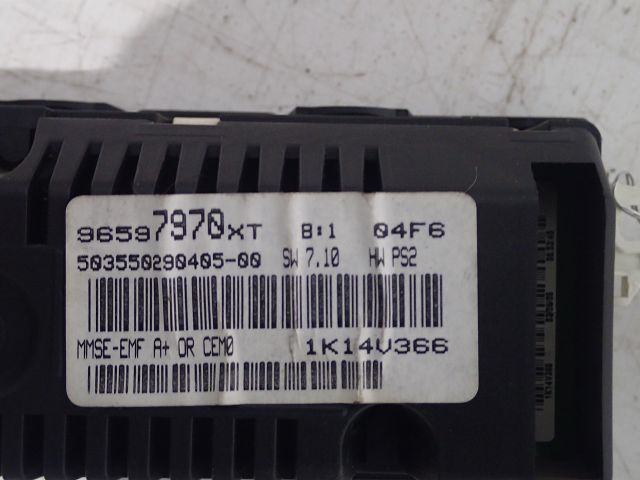 96597970XT B:1 04F6
503550290405-00 SW 7.10 HW PS2
MMSE-EMF A+ OR CEM0 1K14V366